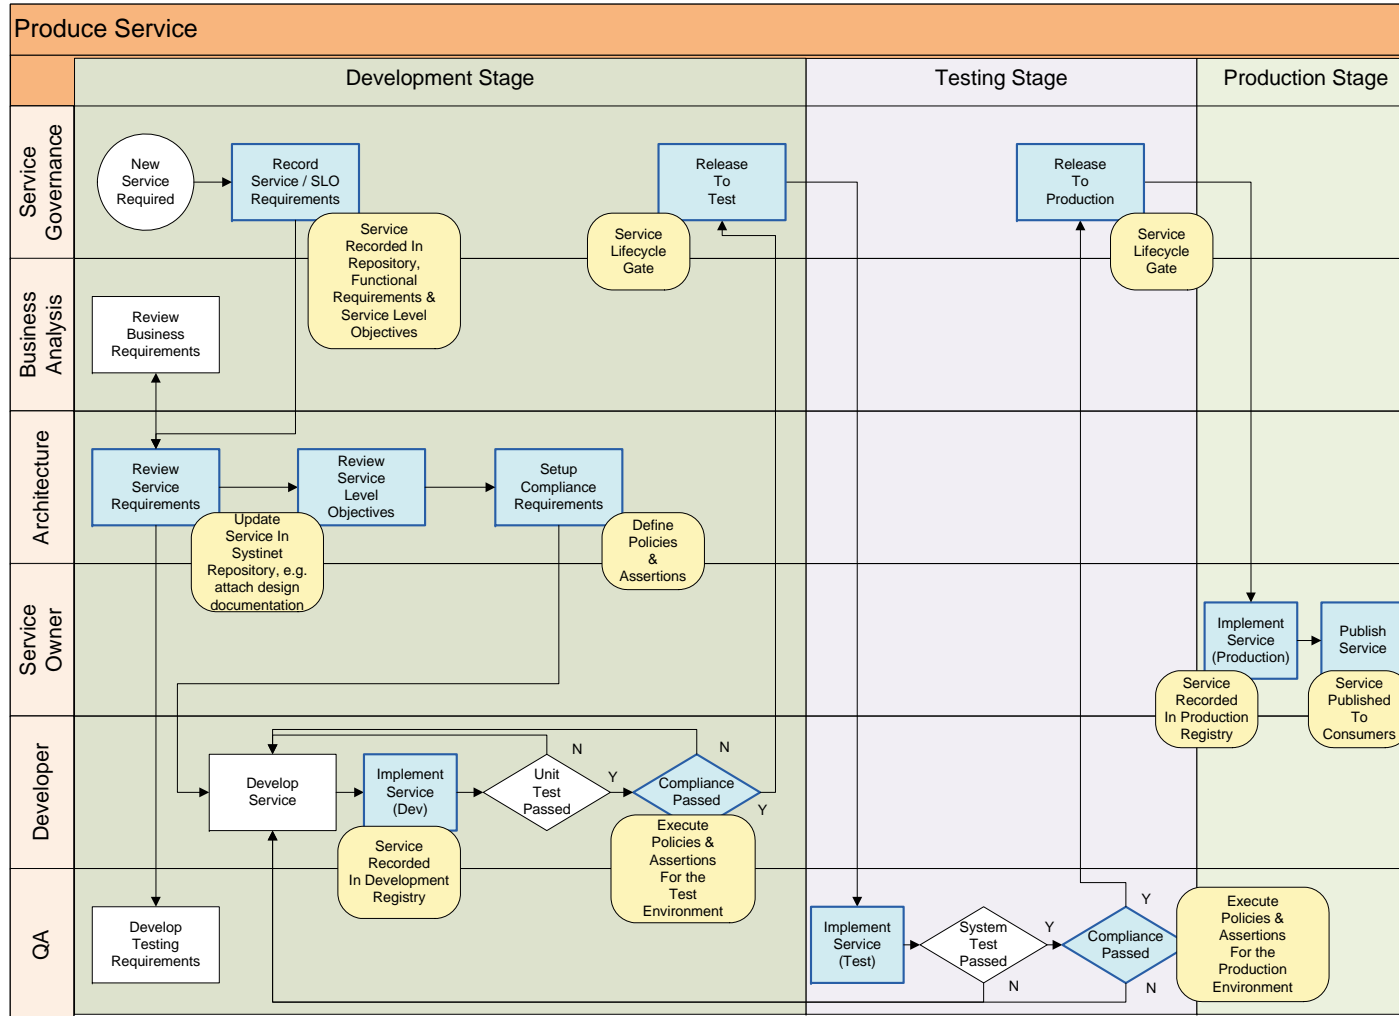 Produce Service
Development Stage
Testing Stage
Production Stage
Service
Governance
New
Service
Required
Record
Service / SLO
Requirements
Service
Recorded In
Repository,
Functional
Requirements &
Service Level
Objectives
Release
To
Test
Service
Lifecycle
Gate
Release
To
Production
Service
Lifecycle
Gate
Business
Analysis
Review
Business
Requirements
Architecture
Review
Service
Requirements
Update
Service In
Systinet
Repository, e.g.
attach design
documentation
Review
Service
Level
Objectives
Setup
Compliance
Requirements
Define
Policies
&
Assertions
Service
Owner
Implement
Service
(Production)
Service
Recorded
In Production
Registry
Publish
Service
Service
Published
To
Consumers
Developer
Develop
Service
Implement
Service
(Dev)
Service
Recorded
In Development
Registry
Unit
Test
Passed
N
Y
Compliance
Passed
N
Y
Execute
Policies &
Assertions
For the
Test
Environment
QA
Develop
Testing
Requirements
Implement
Service
(Test)
System
Test
Passed
Y
N
Compliance
Passed
Y
N
Execute
Policies &
Assertions
For the
Production
Environment